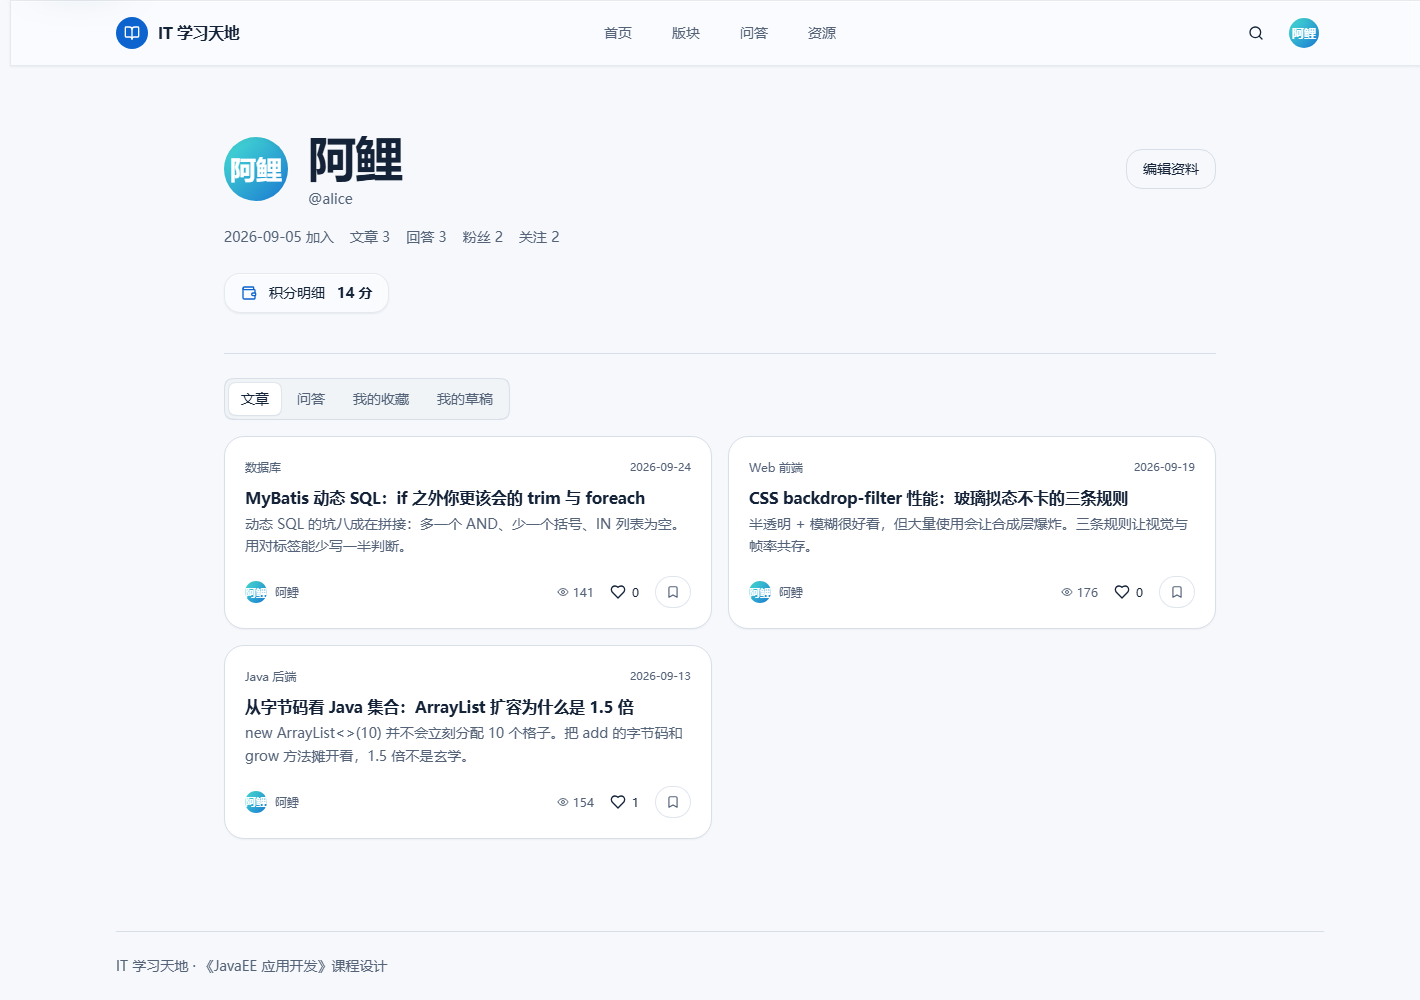 IT 学习天地
首页 版块 问答 资源
阿鲤
阿鲤
阿鲤
@alice
编辑资料
2026-09-05 加入 文章 3 回答 3 粉丝 2 关注 2
积分明细 14 分
文章 问答 我的收藏 我的草稿
数据库 2026-09-24
MyBatis 动态 SQL：if 之外你更该会的 trim 与 foreach
动态 SQL 的坑八成在拼接：多一个 AND、少一个括号、IN 列表为空。
用对标签能少写一半判断。
阿鲤 阿鲤 141 0
Web 前端 2026-09-19
CSS backdrop-filter 性能：玻璃拟态不卡的三条规则
半透明 + 模糊很好看，但大量使用会让合成层爆炸。三条规则让视觉与
帧率共存。
阿鲤 阿鲤 176 0
Java 后端 2026-09-13
从字节码看 Java 集合：ArrayList 扩容为什么是 1.5 倍
new ArrayList<>(10) 并不会立刻分配 10 个格子。把 add 的字节码和
grow 方法摊开看，1.5 倍不是玄学。
阿鲤 阿鲤 154 1
IT 学习天地 · 《JavaEE 应用开发》课程设计